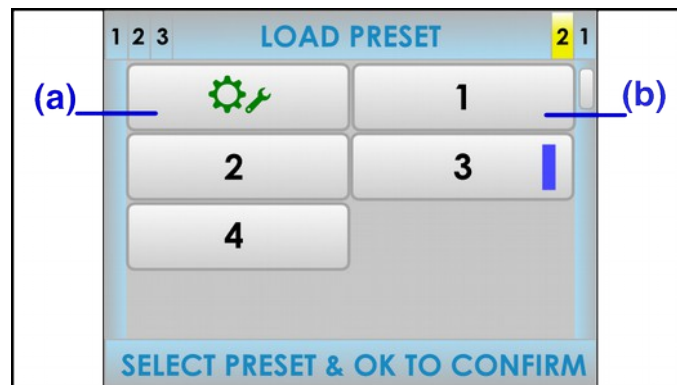 1 2 3 LOAD PRESET 2 1
(a) 1 (b)
2 3
4
SELECT PRESET & OK TO CONFIRM